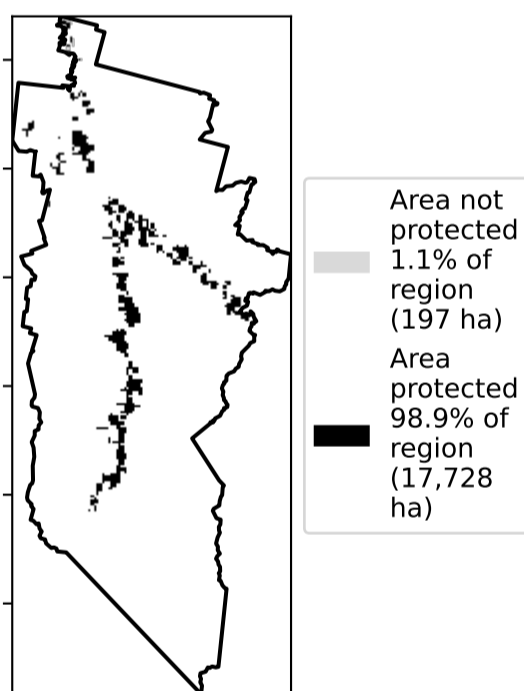 Area not
protected
1.1% of
region
(197 ha)
Area
protected
98.9% of
region
(17,728
ha)